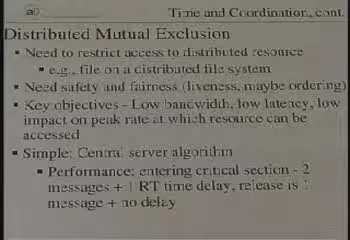 Time and Coordination, cont.
Distributed Mutual Exclusion
▪ Need to restrict access to distributed resource
▪ e.g., file on a distributed file system
▪ Need safety and fairness (liveness, maybe ordering)
▪ Key objectives - Low bandwidth, low latency, low
impact on peak rate at which resource can be
accessed
▪ Simple: Central server algorithm
▪ Performance: entering critical section - 2
messages + 1 RT time delay, release is 1
message + no delay